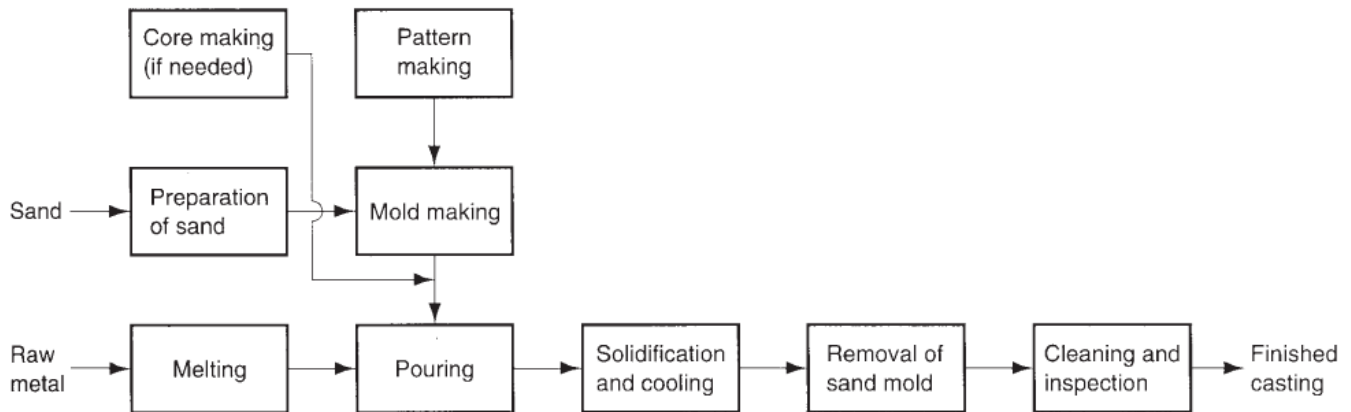 Core making
(if needed)
Pattern
making
Sand
Preparation
of sand
Mold making
Raw
metal
Melting
Pouring
Solidification
and cooling
Removal of
sand mold
Cleaning and
inspection
Finished
casting